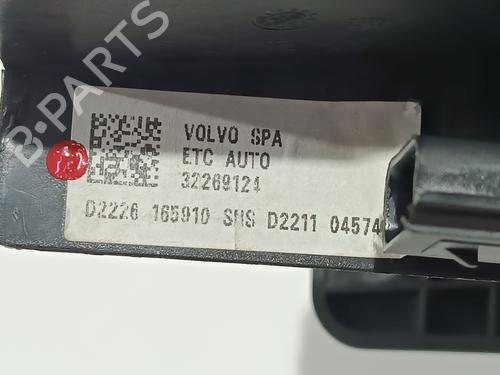 B-PARTS
VOLVO SPA
ETC AUTO
32269124
D2226 165910 SHS D2211 04574